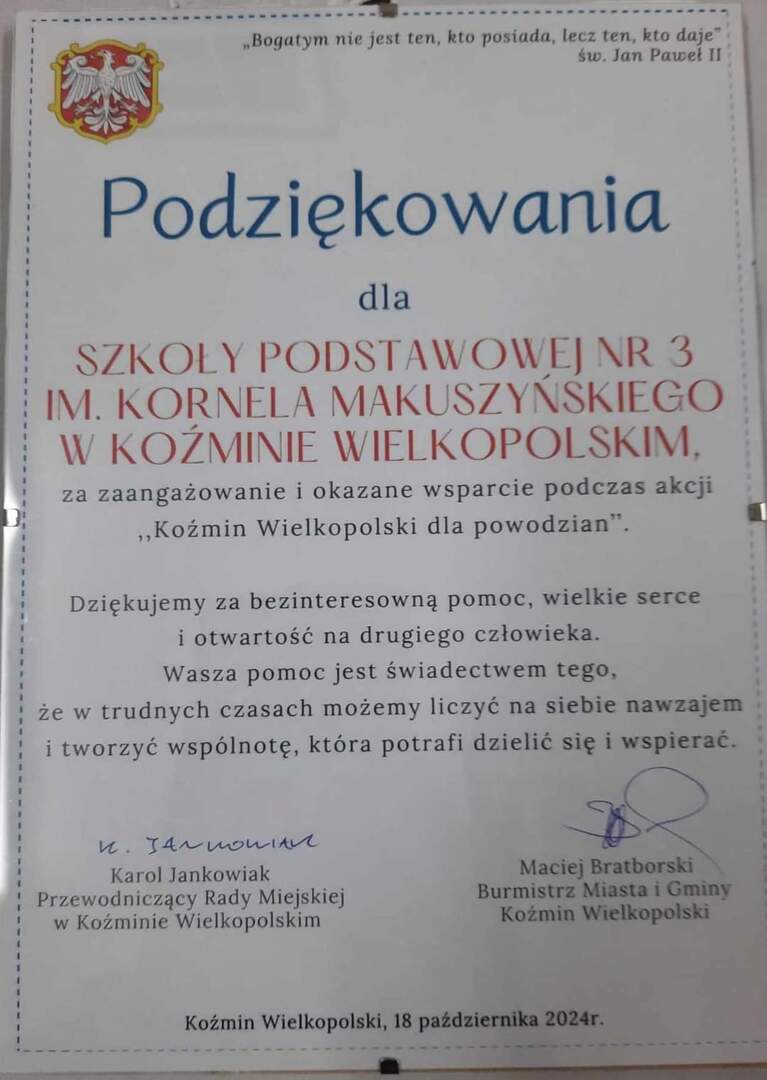 „Bogatym nie jest ten, kto posiada, lecz ten, kto daje”
św. Jan Paweł II
Podziękowania
dla
SZKOŁY PODSTAWOWEJ NR 3
IM. KORNELA MAKUSZYŃSKIEGO
W KOŹMINIE WIELKOPOLSKIM,
za zaangażowanie i okazane wsparcie podczas akcji
,,Koźmin Wielkopolski dla powodzian”.
Dziękujemy za bezinteresowną pomoc, wielkie serce
i otwartość na drugiego człowieka.
Wasza pomoc jest świadectwem tego,
że w trudnych czasach możemy liczyć na siebie nawzajem
i tworzyć wspólnotę, która potrafi dzielić się i wspierać.
K. JANKOWIAK
Karol Jankowiak
Przewodniczący Rady Miejskiej
w Koźminie Wielkopolskim
Maciej Bratborski
Burmistrz Miasta i Gminy
Koźmin Wielkopolski
Koźmin Wielkopolski, 18 października 2024r.